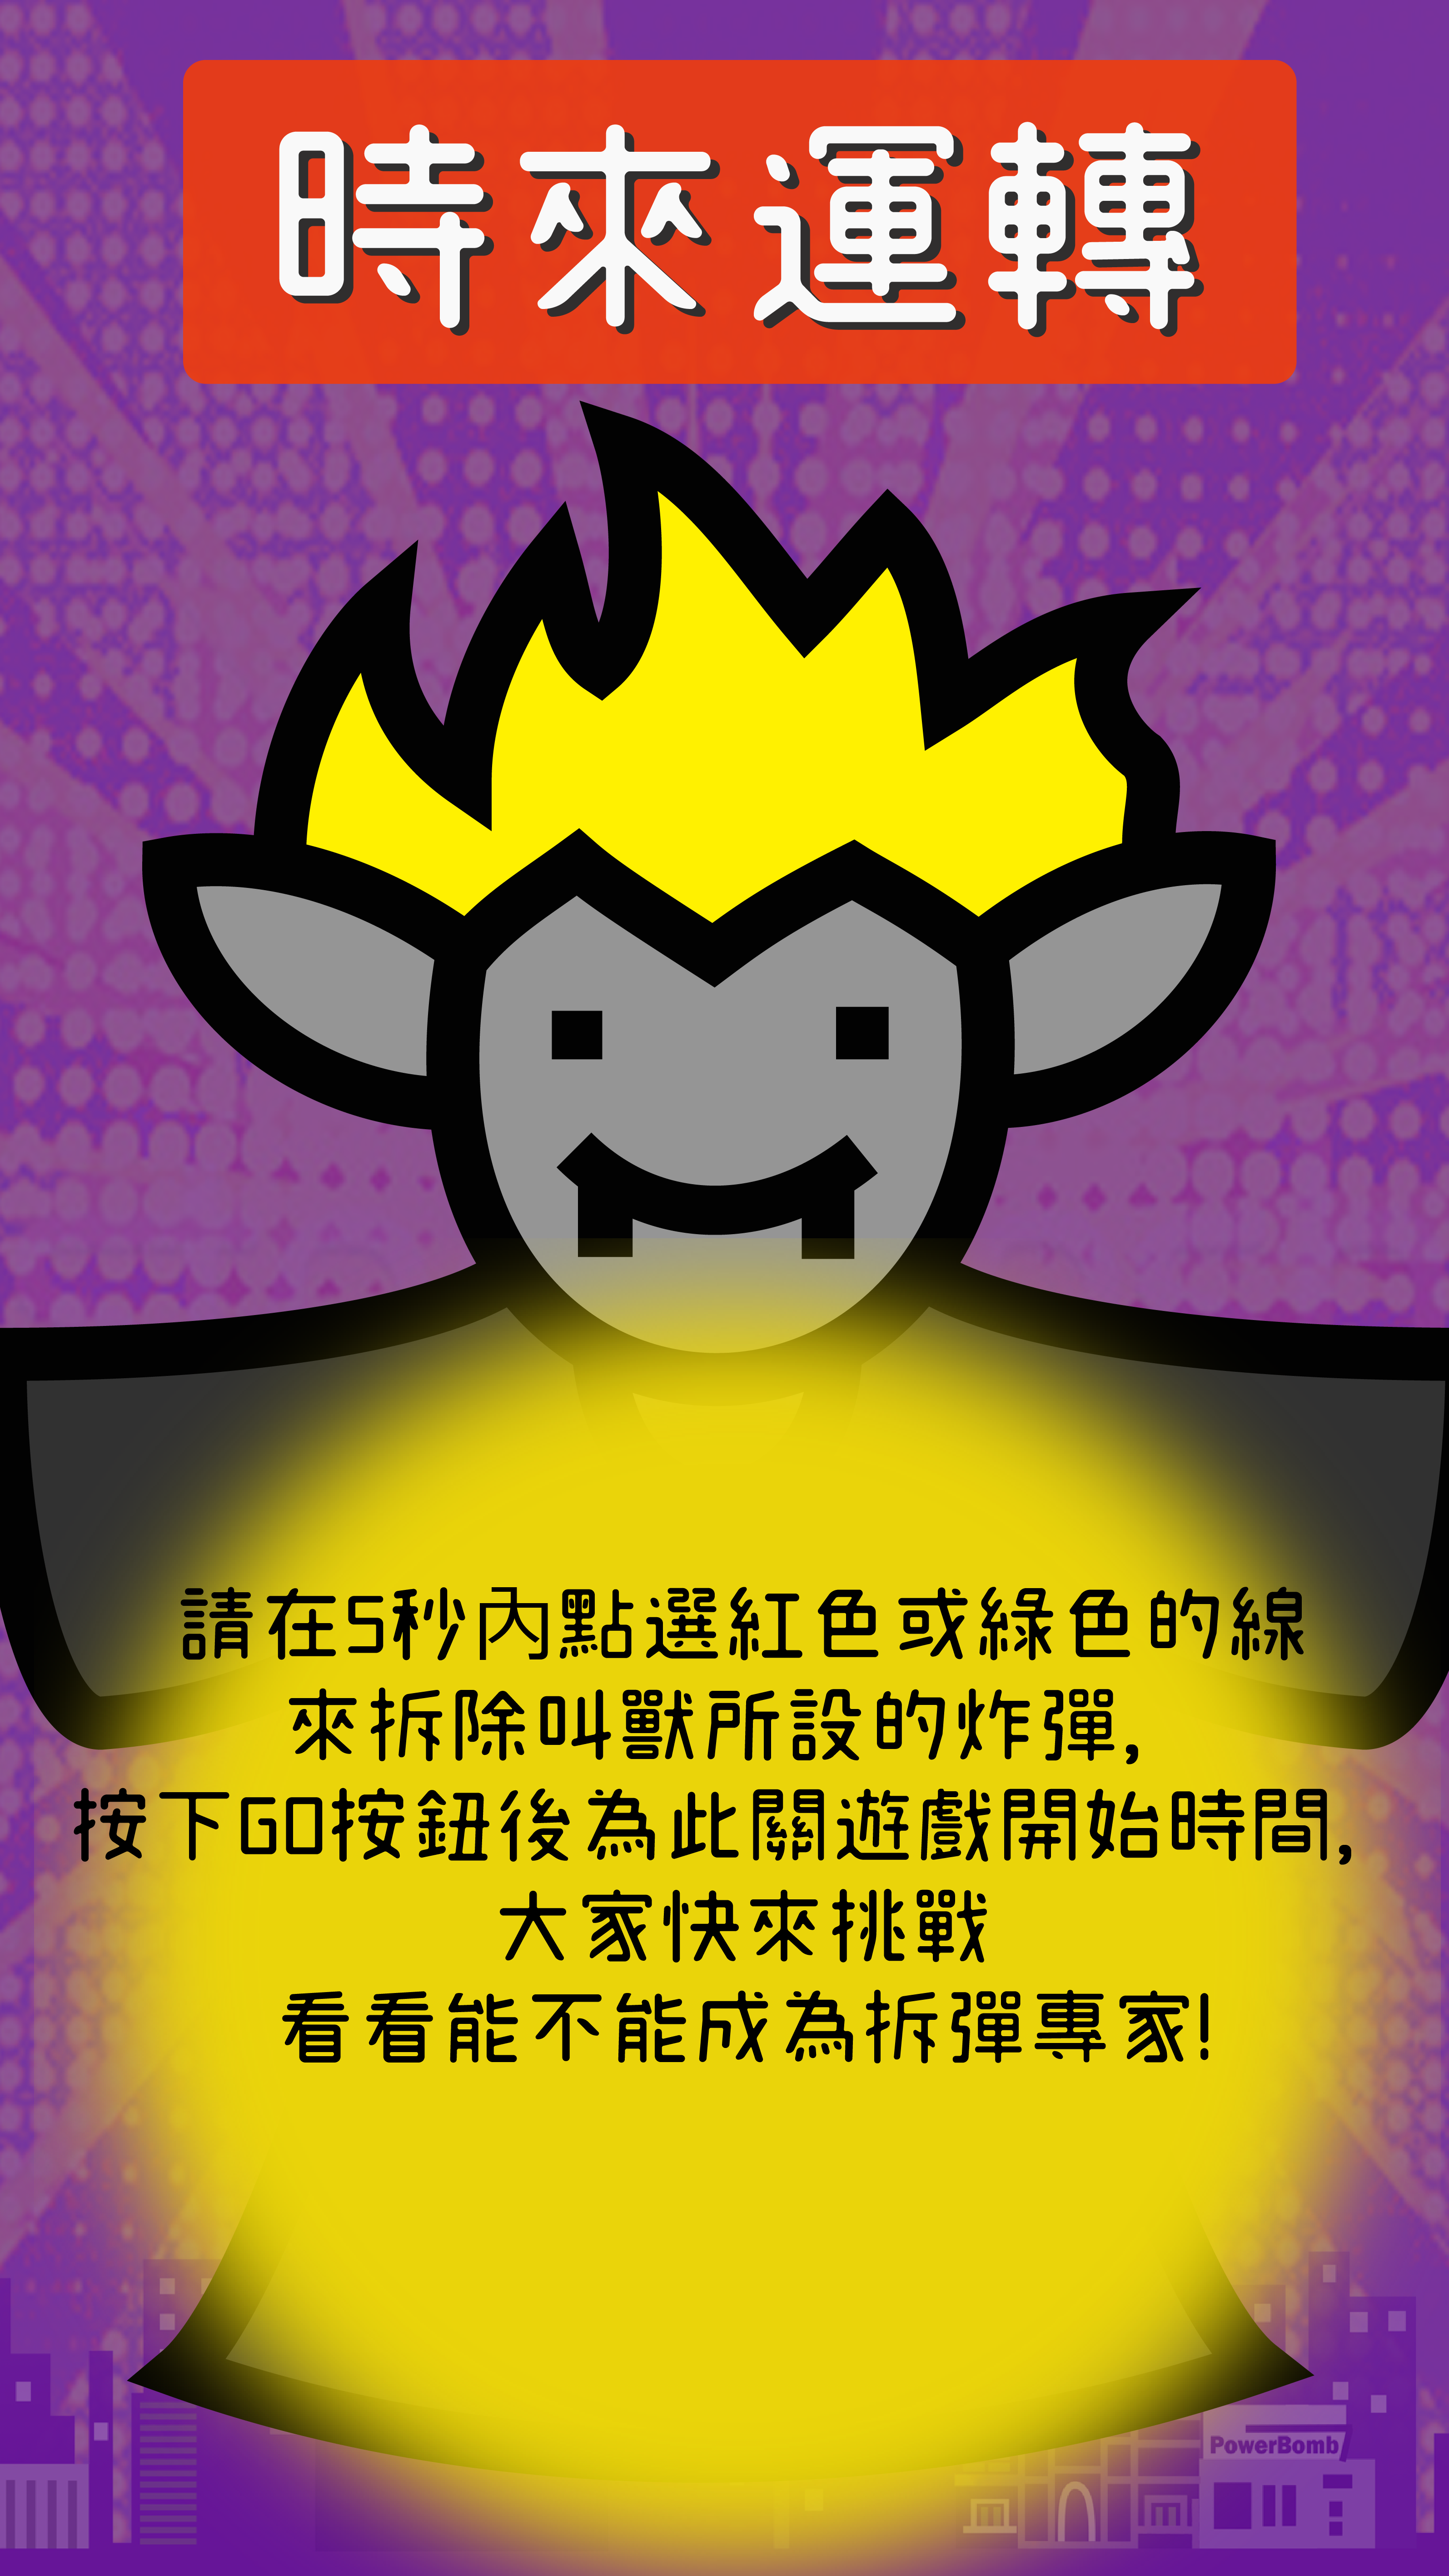 時來運轉
請在5秒內點選紅色或綠色的線
來拆除叫獸所設的炸彈,
按下GO按鈕後為此關遊戲開始時間,
大家快來挑戰
看看能不能成為拆彈專家!
PowerBomb